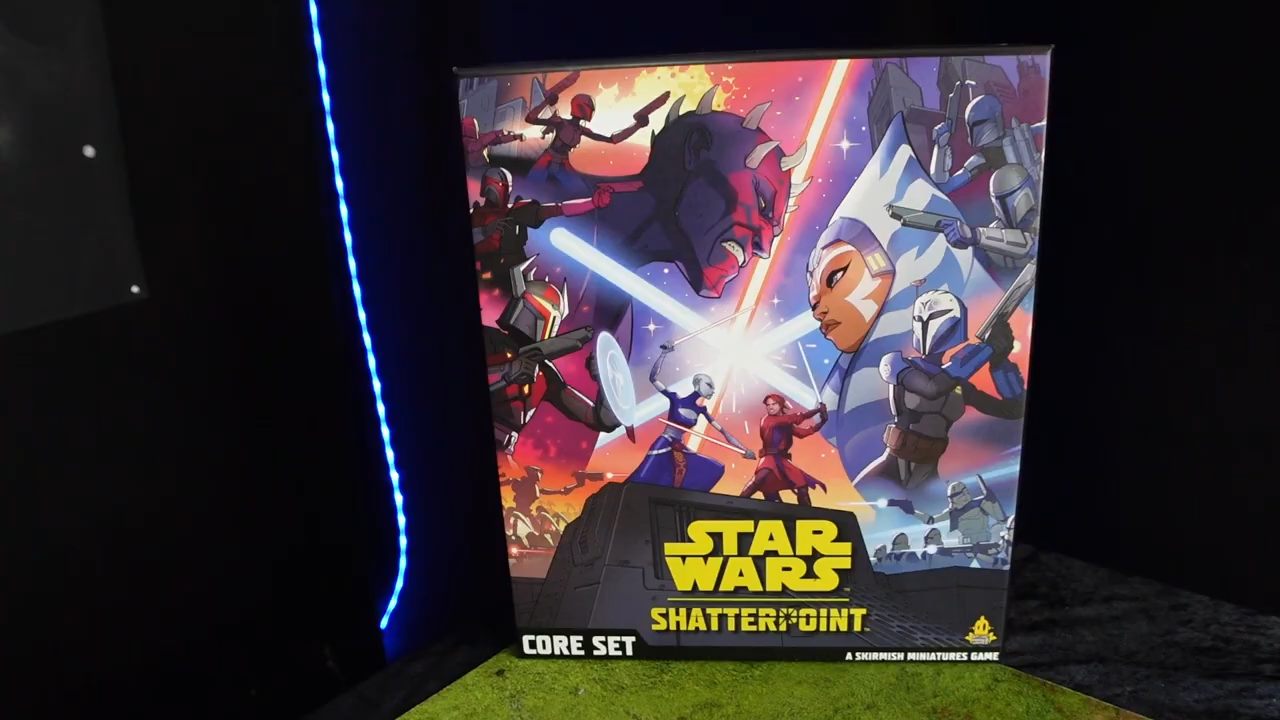 STAR
WARS
SHATTERPOINT
CORE SET
A SKIRMISH MINIATURES GAME